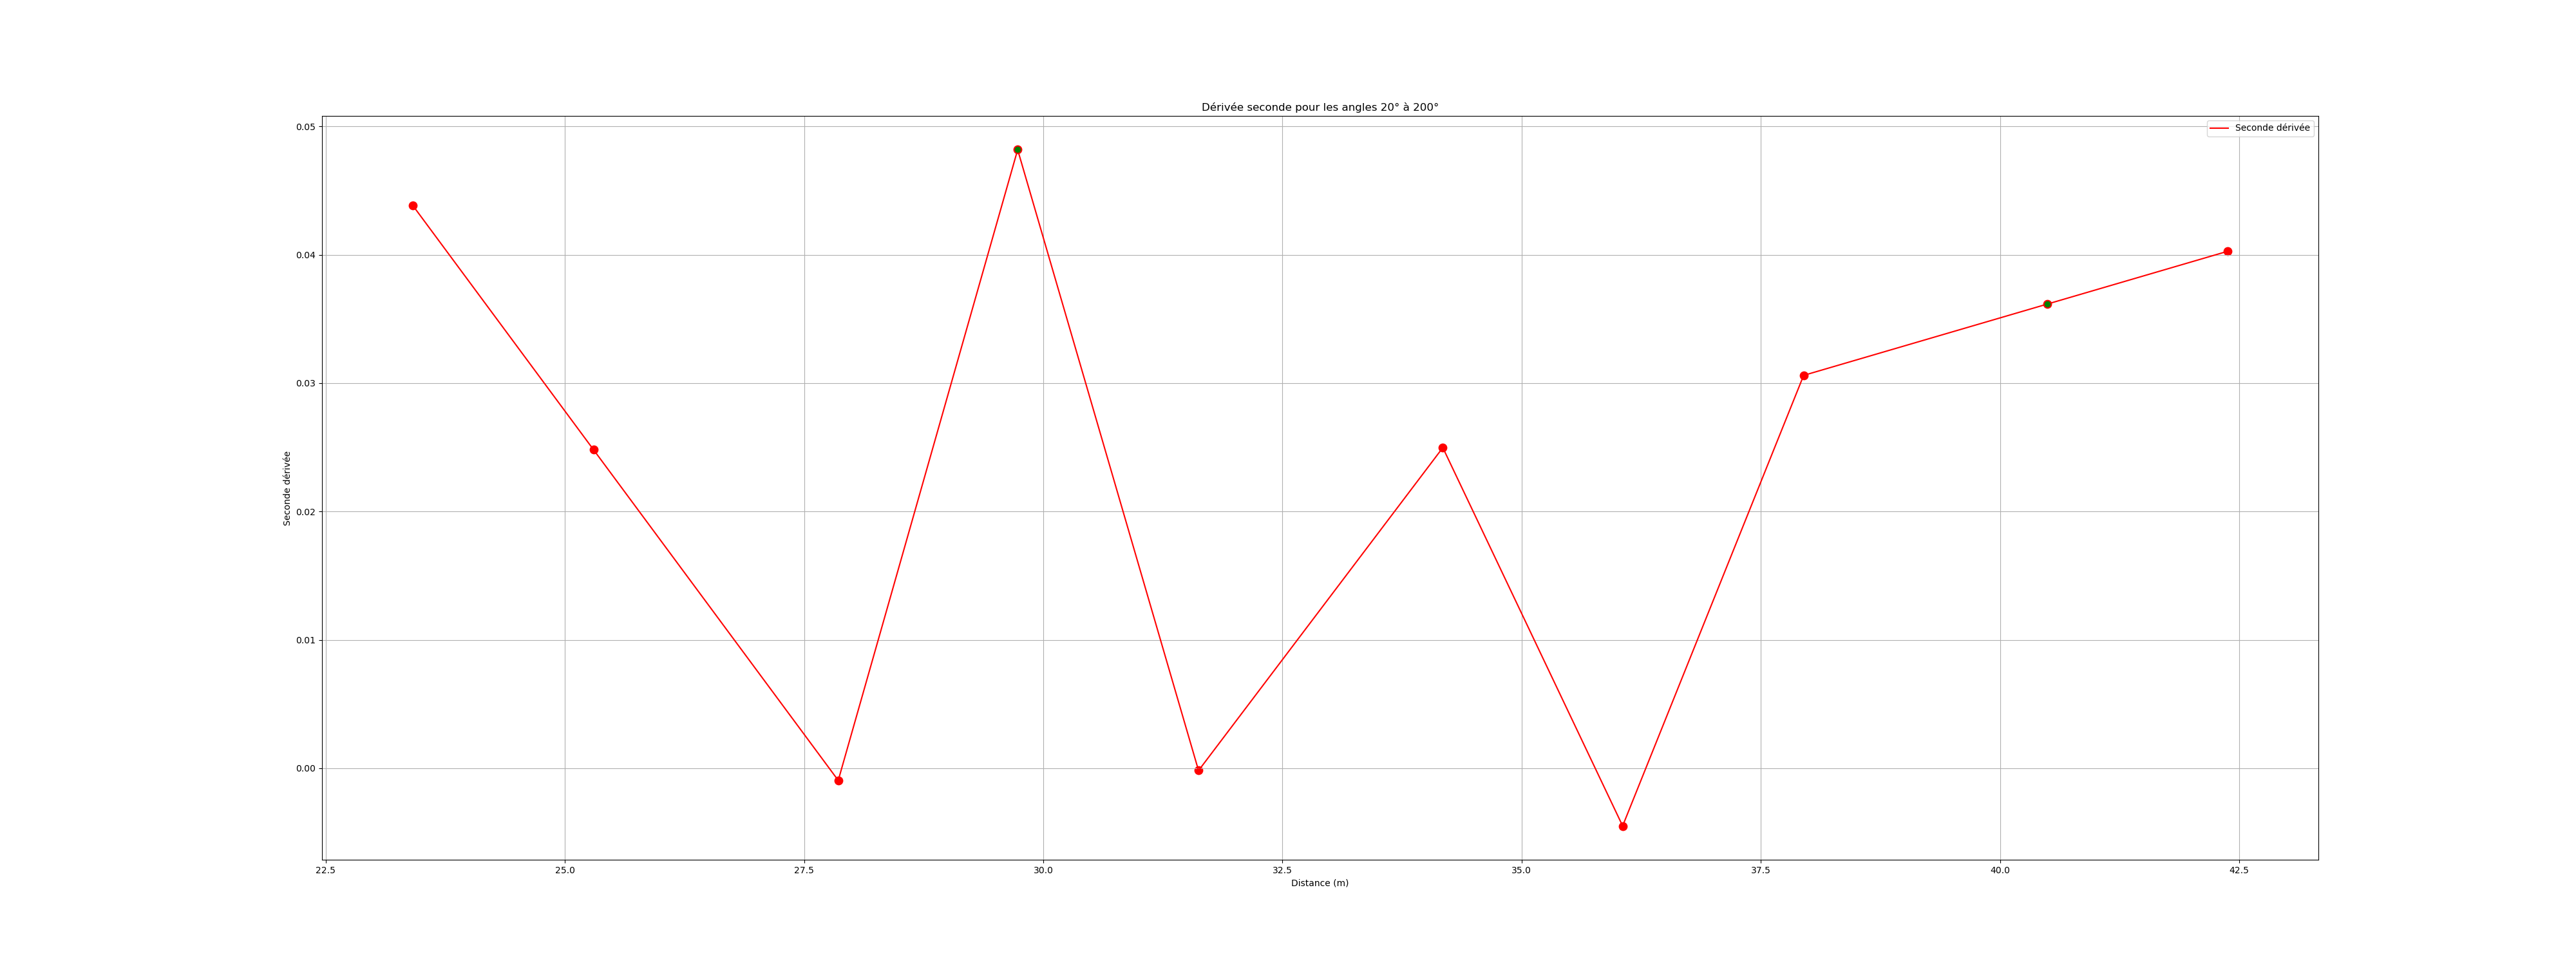 Dérivée seconde pour les angles 20° à 200°
Seconde dérivée
0.05
0.04
0.03
0.02
0.01
0.00
Seconde dérivée
22.5 25.0 27.5 30.0 32.5 35.0 37.5 40.0 42.5
Distance (m)